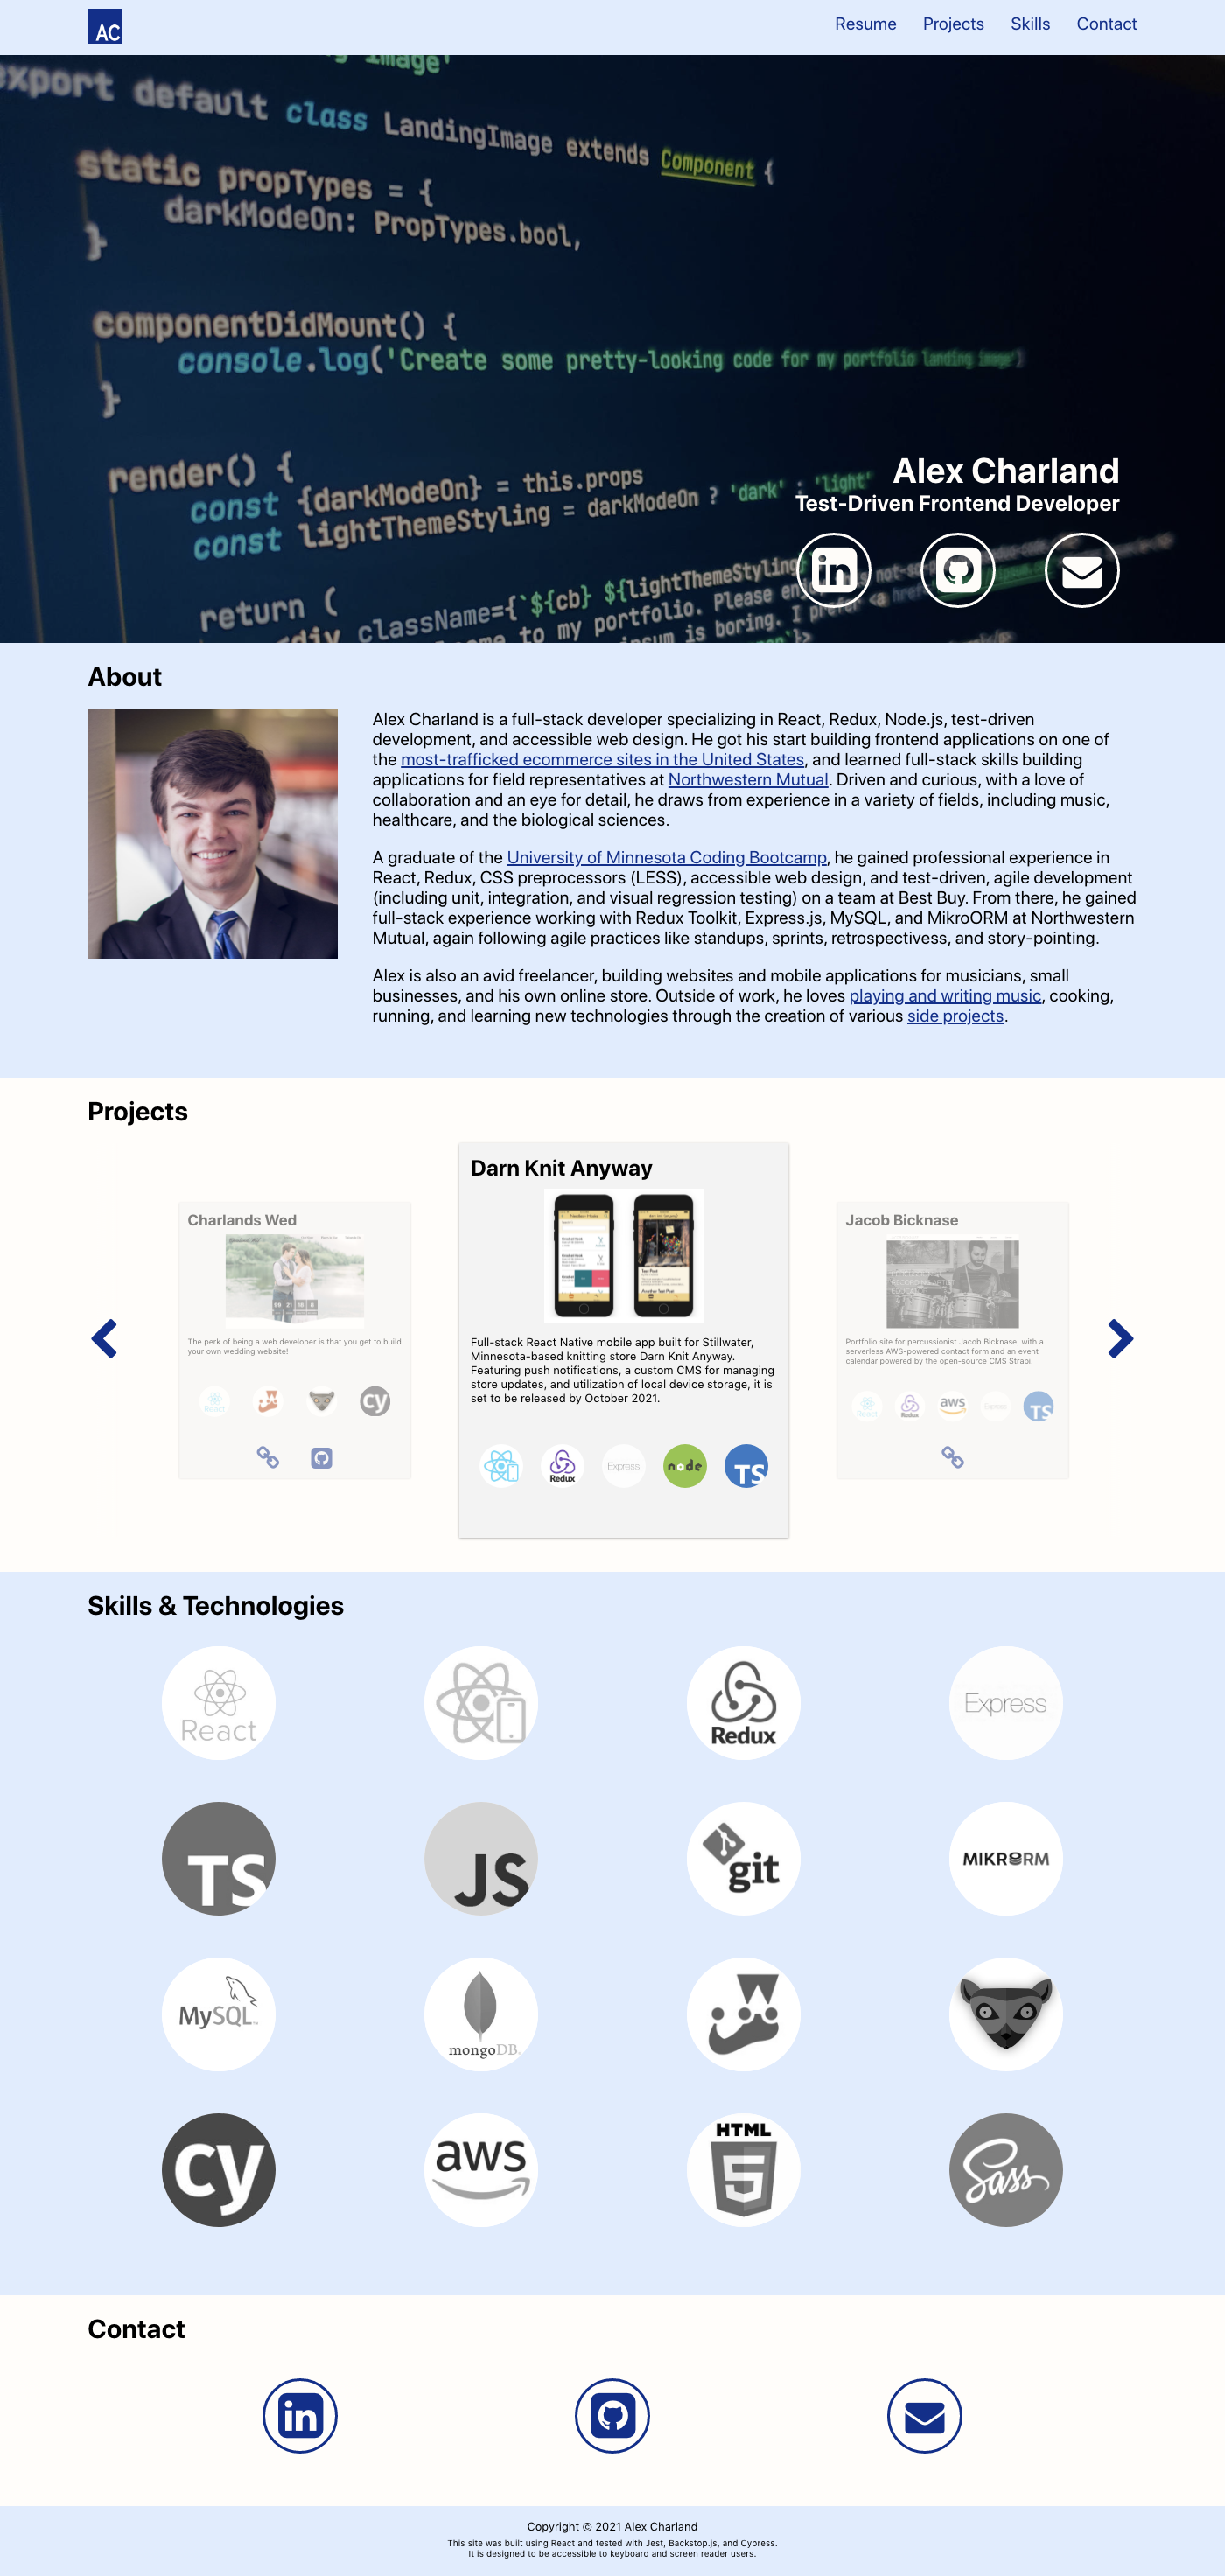 AC
Resume Projects Skills Contact
export default class LandingImage extends Component {
static propTypes = {
darkModeOn: PropTypes.bool,
}
componentDidMount() {
console.log('Create some pretty-looking code for my portfolio landing image')
}
render() {
const {darkModeOn} = this.props
const lightThemeStyling = darkModeOn ? 'dark' : 'light'
return (
className={`${cb} ${lightThemeStyling}
to my portfolio. Please
is boring. I prefer <a
Alex Charland
Test-Driven Frontend Developer
in
About
Alex Charland is a full-stack developer specializing in React, Redux, Node.js, test-driven
development, and accessible web design. He got his start building frontend applications on one of
the most-trafficked ecommerce sites in the United States, and learned full-stack skills building
applications for field representatives at Northwestern Mutual. Driven and curious, with a love of
collaboration and an eye for detail, he draws from experience in a variety of fields, including music,
healthcare, and the biological sciences.
A graduate of the University of Minnesota Coding Bootcamp, he gained professional experience in
React, Redux, CSS preprocessors (LESS), accessible web design, and test-driven, agile development
(including unit, integration, and visual regression testing) on a team at Best Buy. From there, he gained
full-stack experience working with Redux Toolkit, Express.js, MySQL, and MikroORM at Northwestern
Mutual, again following agile practices like standups, sprints, retrospectivess, and story-pointing.
Alex is also an avid freelancer, building websites and mobile applications for musicians, small
businesses, and his own online store. Outside of work, he loves playing and writing music, cooking,
running, and learning new technologies through the creation of various side projects.
Projects
Charlands Wed
The perk of being a web developer is that you get to build
your own wedding website!
React cy
Darn Knit Anyway
Full-stack React Native mobile app built for Stillwater,
Minnesota-based knitting store Darn Knit Anyway.
Featuring push notifications, a custom CMS for managing
store updates, and utilization of local device storage, it is
set to be released by October 2021.
Redux Express node TS
Jacob Bicknase
Portfolio site for percussionist Jacob Bicknase, with a
serverless AWS-powered contact form and an event
calendar powered by the open-source CMS Strapi.
React Redux aws Express TS
Skills & Technologies
React Redux Express
TS JS git MIKRORM
MySQL mongoDB.
cy aws HTML 5 Sass
Contact
in
Copyright © 2021 Alex Charland
This site was built using React and tested with Jest, Backstop.js, and Cypress.
It is designed to be accessible to keyboard and screen reader users.